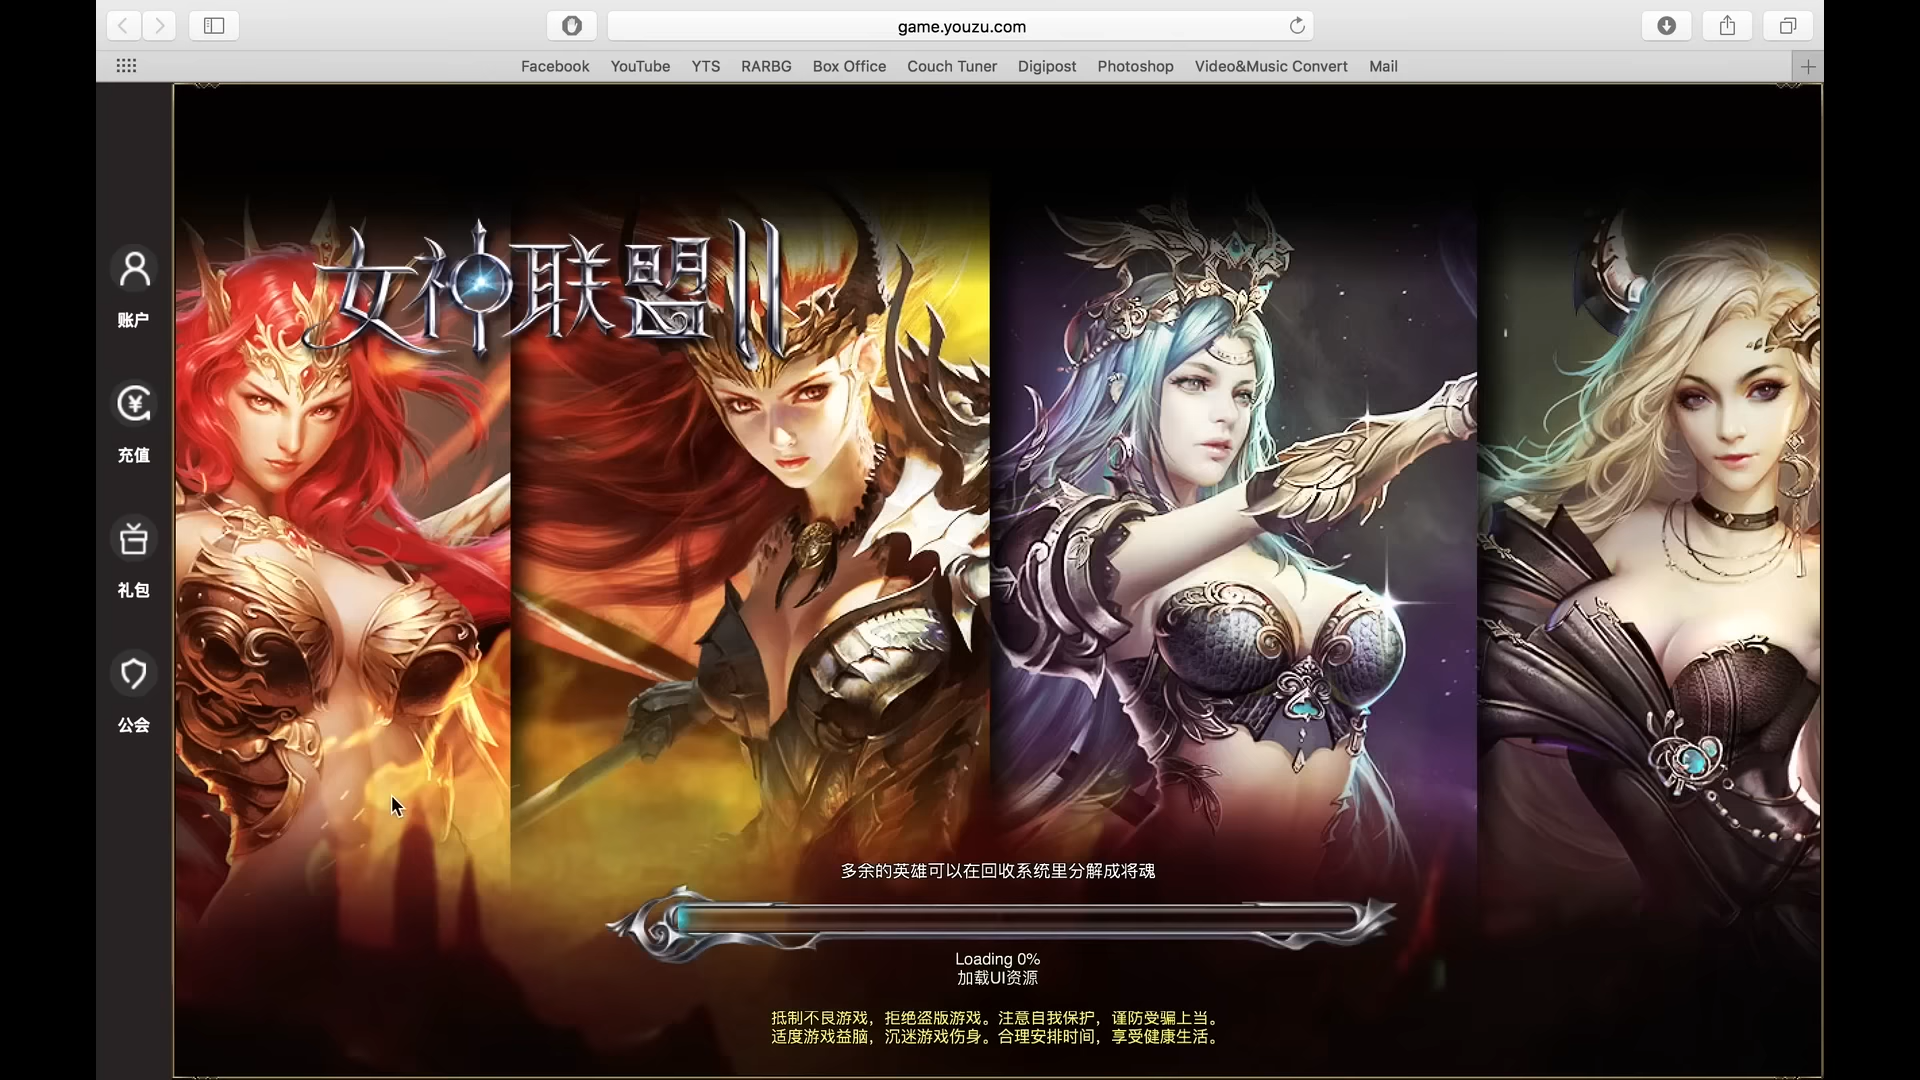 game.youzu.com
Facebook YouTube YTS RARBG Box Office Couch Tuner Digipost Photoshop Video&Music Convert Mail
女神联盟II
账户
充值
礼包
公会
多余的英雄可以在回收系统里分解成将魂
Loading 0%
加载UI资源
抵制不良游戏，拒绝盗版游戏。注意自我保护，谨防受骗上当。
适度游戏益脑，沉迷游戏伤身。合理安排时间，享受健康生活。